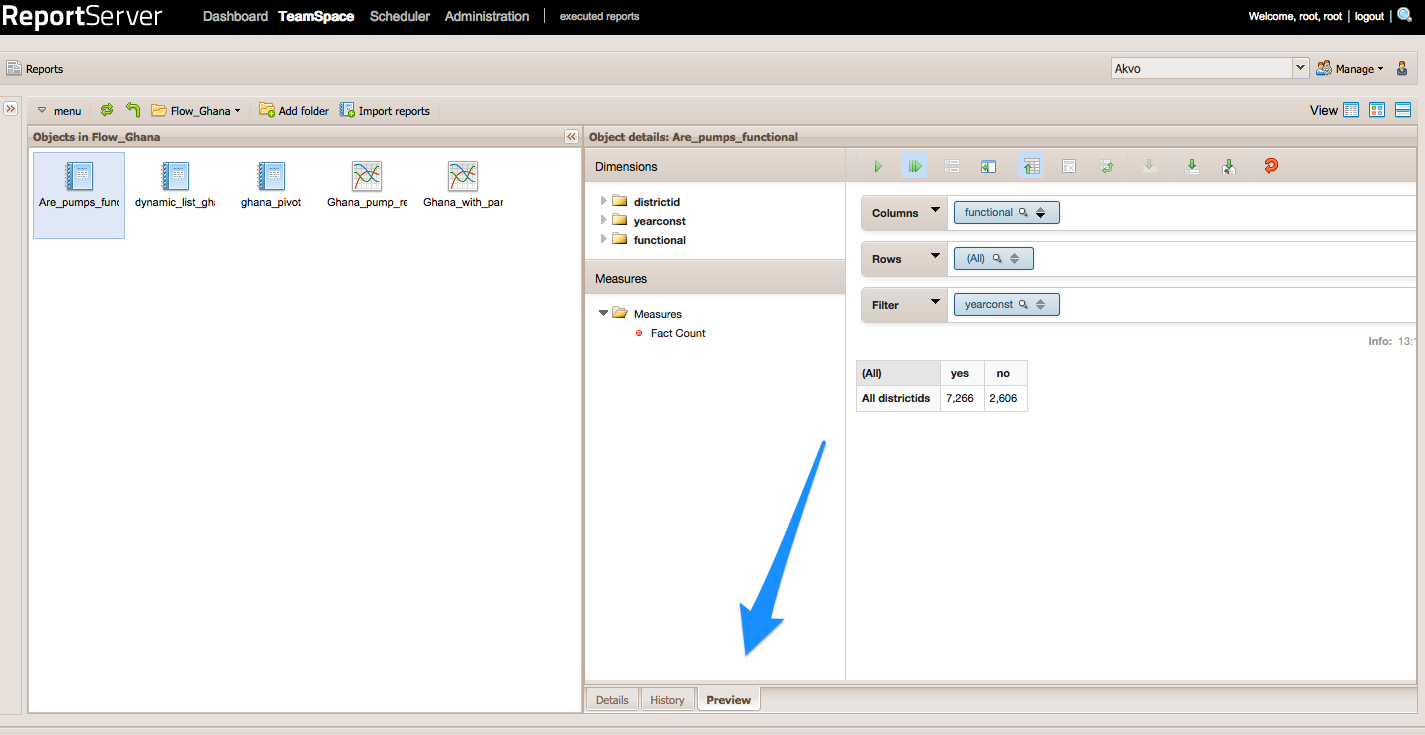 ReportServer Dashboard TeamSpace Scheduler Administration | executed reports Welcome, root, root | logout |
Reports Akvo Manage
menu Flow_Ghana Add folder Import reports View
Objects in Flow_Ghana
Are_pumps_func
dynamic_list_gha
ghana_pivot
Ghana_pump_re
Ghana_with_par
Object details: Are_pumps_functional
Dimensions
districtid
yearconst
functional
Measures
Measures
Fact Count
Columns functional
Rows (All)
Filter yearconst
Info: 13:1
(All) yes no
All districtids 7,266 2,606
Details History Preview